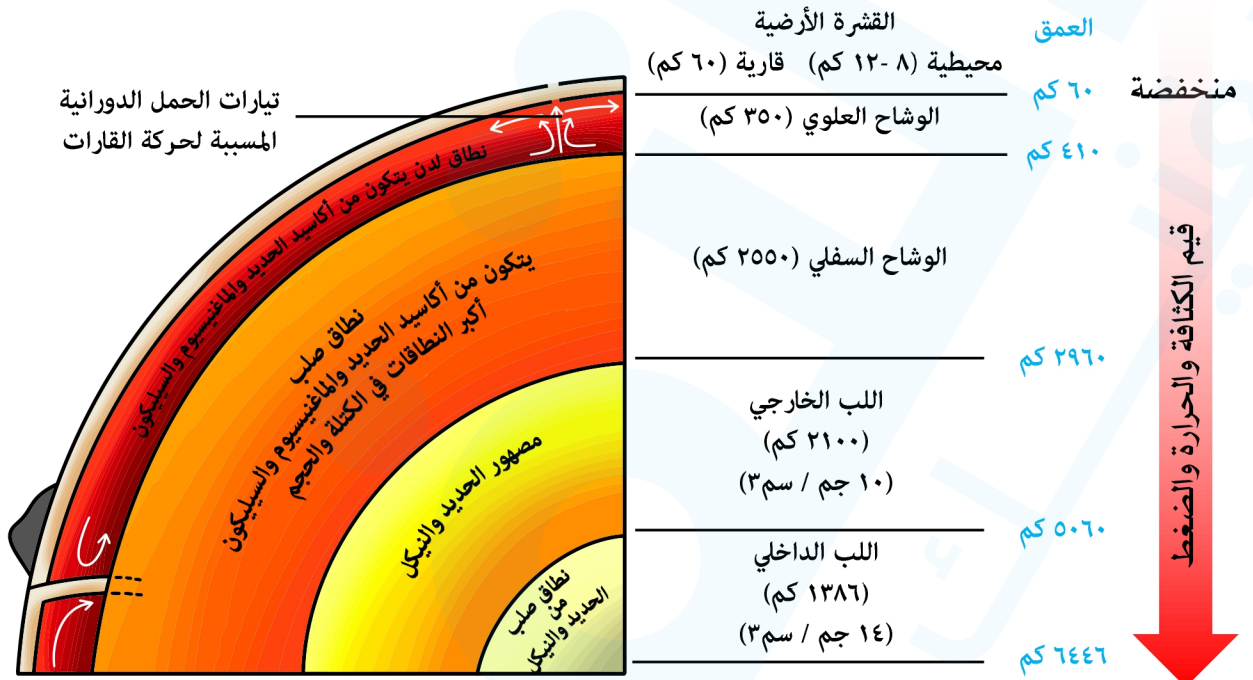 العمق
القشرة الأرضية
محيطية (٨ -١٢ كم) قارية (٦٠ كم)
٦٠ كم
منخفضة
الوشاح العلوي (٣٥٠ كم)
٤١٠ كم
تيارات الحمل الدورانية
المسببة لحركة القارات
نطاق لدن يتكون من أكاسيد الحديد والماغنيسيوم والسيليكون
الوشاح السفلي (٢٥٥٠ كم)
نطاق صلب
يتكون من أكاسيد الحديد والماغنيسيوم والسيليكون
أكبر النطاقات في الكتلة والحجم
٢٩٦٠ كم
قيم الكثافة والحرارة والضغط
اللب الخارجي
(٢١٠٠ كم)
(١٠ جم / سم٣)
مصهور الحديد والنيكل
٥٠٦٠ كم
اللب الداخلي
(١٣٨٦ كم)
(١٤ جم / سم٣)
نطاق صلب
من
الحديد والنيكل
٦٤٤٦ كم